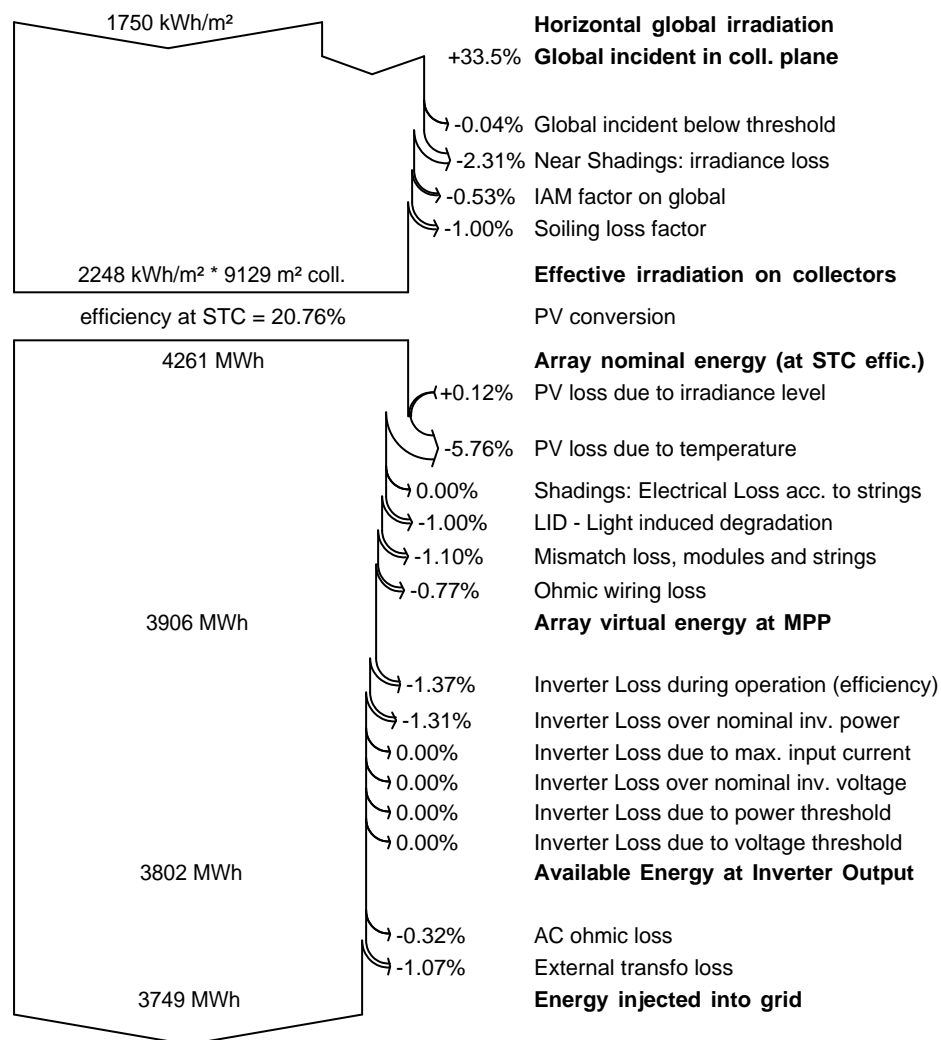 1750 kWh/m² Horizontal global irradiation
+33.5% Global incident in coll. plane
-0.04% Global incident below threshold
-2.31% Near Shadings: irradiance loss
-0.53% IAM factor on global
-1.00% Soiling loss factor
2248 kWh/m² * 9129 m² coll. Effective irradiation on collectors
efficiency at STC = 20.76% PV conversion
4261 MWh Array nominal energy (at STC effic.)
+0.12% PV loss due to irradiance level
-5.76% PV loss due to temperature
0.00% Shadings: Electrical Loss acc. to strings
-1.00% LID - Light induced degradation
-1.10% Mismatch loss, modules and strings
-0.77% Ohmic wiring loss
3906 MWh Array virtual energy at MPP
-1.37% Inverter Loss during operation (efficiency)
-1.31% Inverter Loss over nominal inv. power
0.00% Inverter Loss due to max. input current
0.00% Inverter Loss over nominal inv. voltage
0.00% Inverter Loss due to power threshold
0.00% Inverter Loss due to voltage threshold
3802 MWh Available Energy at Inverter Output
-0.32% AC ohmic loss
-1.07% External transfo loss
3749 MWh Energy injected into grid